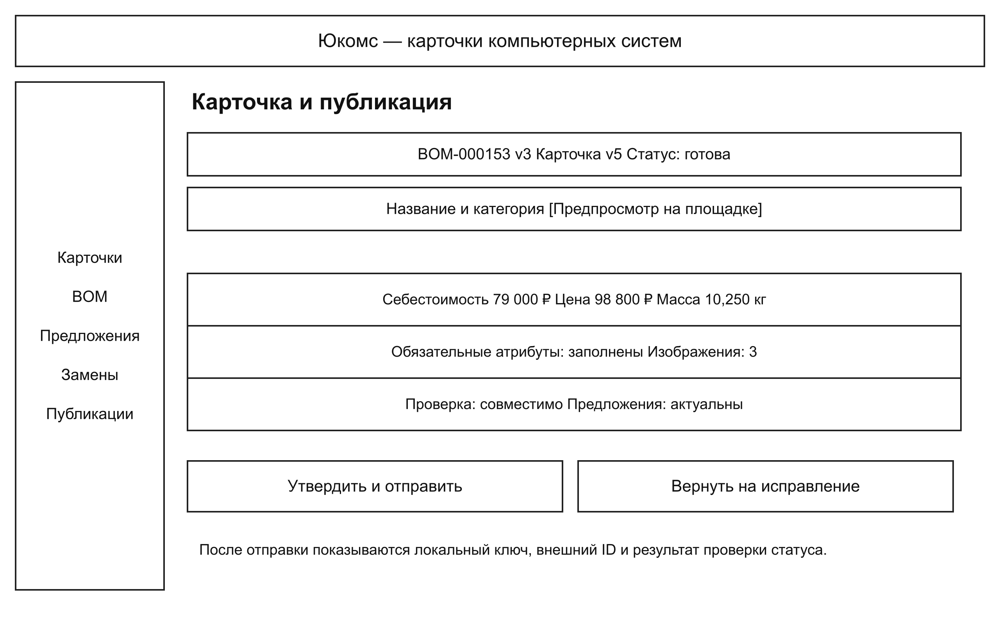 Юкомс — карточки компьютерных систем
Карточки
BOM
Предложения
Замены
Публикации
Карточка и публикация
BOM-000153 v3 Карточка v5 Статус: готова
Название и категория [Предпросмотр на площадке]
Себестоимость 79 000 ₽ Цена 98 800 ₽ Масса 10,250 кг
Обязательные атрибуты: заполнены Изображения: 3
Проверка: совместимо Предложения: актуальны
Утвердить и отправить
Вернуть на исправление
После отправки показываются локальный ключ, внешний ID и результат проверки статуса.